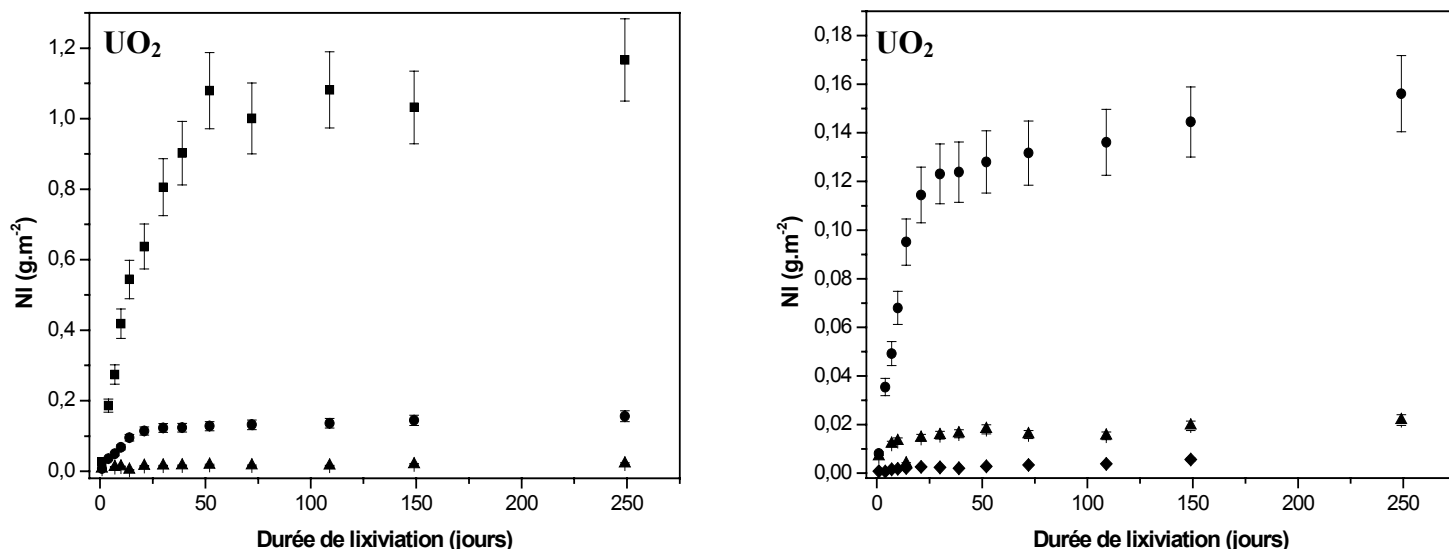 UO₂
NI (g.m⁻²)
1,2
1,0
0,8
0,6
0,4
0,2
0,0
0 50 100 150 200 250
Durée de lixiviation (jours)
UO₂
NI (g.m⁻²)
0,18
0,16
0,14
0,12
0,10
0,08
0,06
0,04
0,02
0,00
0 50 100 150 200 250
Durée de lixiviation (jours)